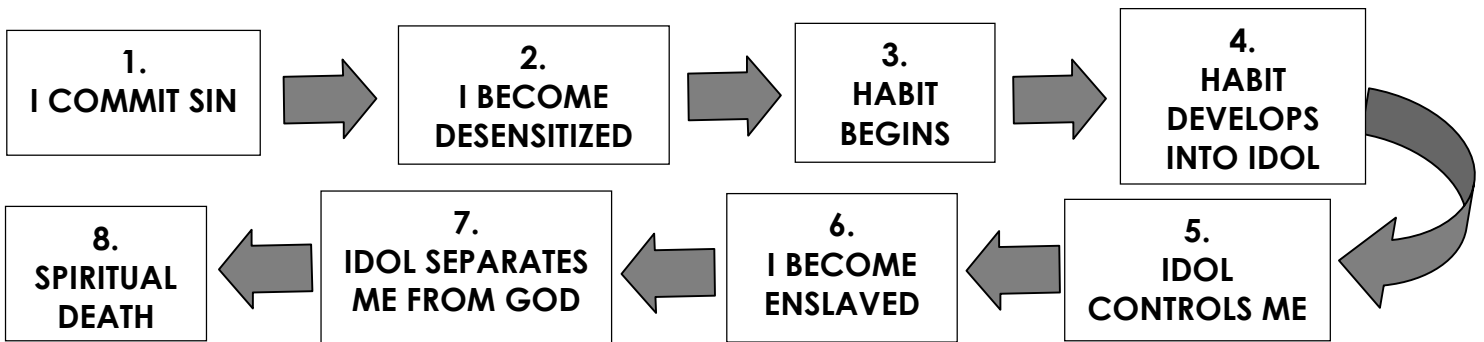 1.
I COMMIT SIN
2.
I BECOME
DESENSITIZED
3.
HABIT
BEGINS
4.
HABIT
DEVELOPS
INTO IDOL
5.
IDOL
CONTROLS ME
6.
I BECOME
ENSLAVED
7.
IDOL SEPARATES
ME FROM GOD
8.
SPIRITUAL
DEATH